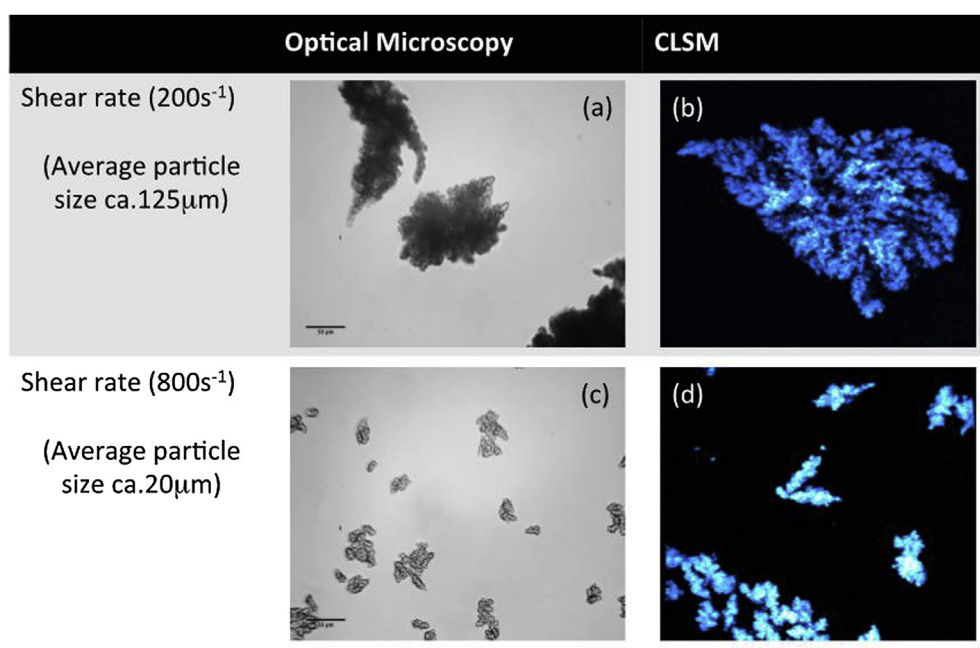 Optical Microscopy
CLSM
Shear rate (200s-1)
(Average particle
size ca.125μm)
(a)
(b)
Shear rate (800s-1)
(Average particle
size ca.20μm)
(c)
(d)